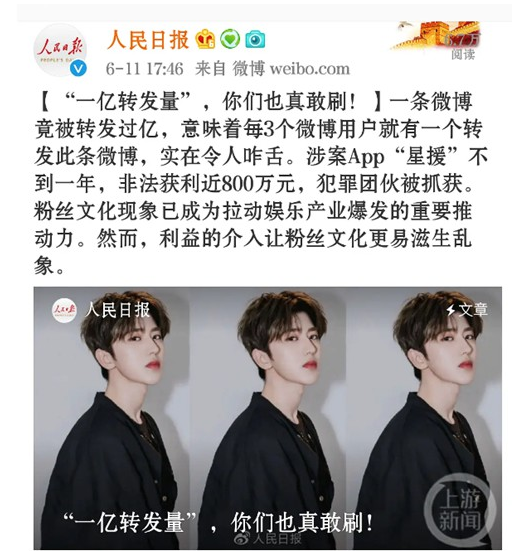 人民日报
6-11 17:46 来自 微博 weibo.com
阅读
【“一亿转发量”，你们也真敢刷！】一条微博
竟被转发过亿，意味着每3个微博用户就有一个转
发此条微博，实在令人咋舌。涉案App“星援”不
到一年，非法获利近800万元，犯罪团伙被抓获。
粉丝文化现象已成为拉动娱乐产业爆发的重要推
动力。然而，利益的介入让粉丝文化更易滋生乱
象。
人民日报
文章
“一亿转发量”，你们也真敢刷！
人民日报
上游
新闻